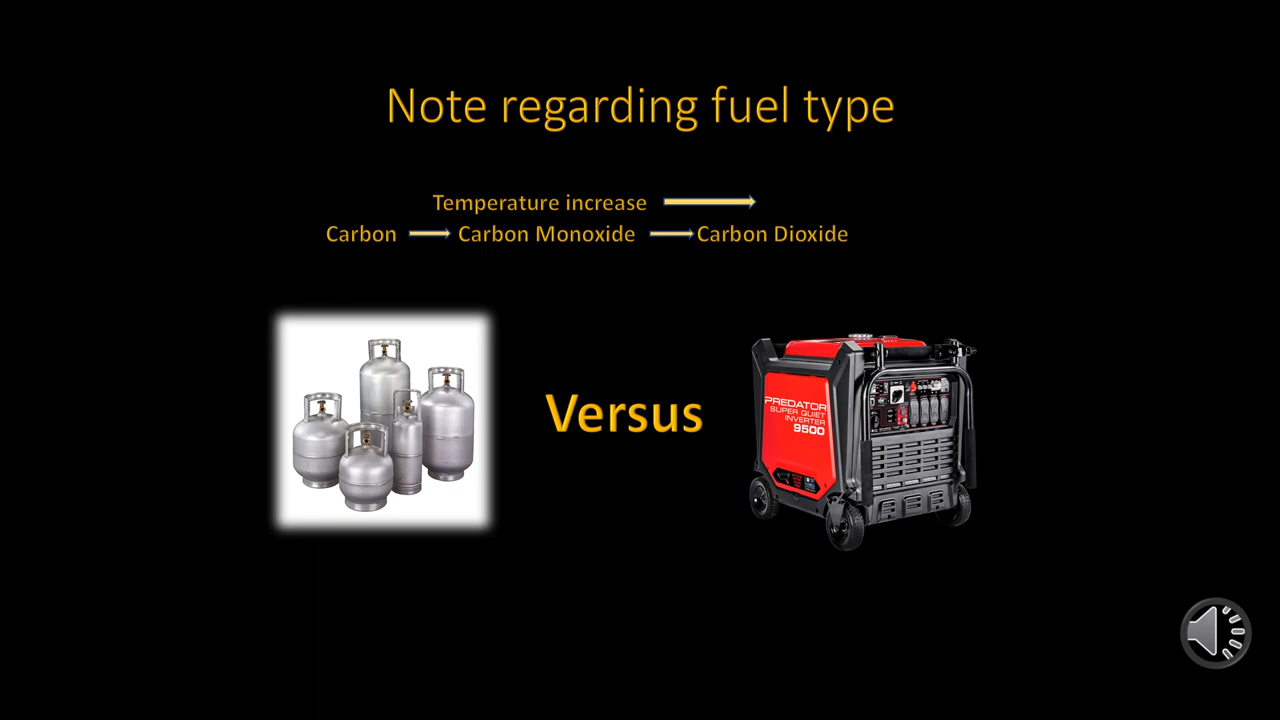 Note regarding fuel type
Temperature increase
Carbon Carbon Monoxide Carbon Dioxide
Versus
PREDATOR
SUPER QUIET
INVERTER
9500